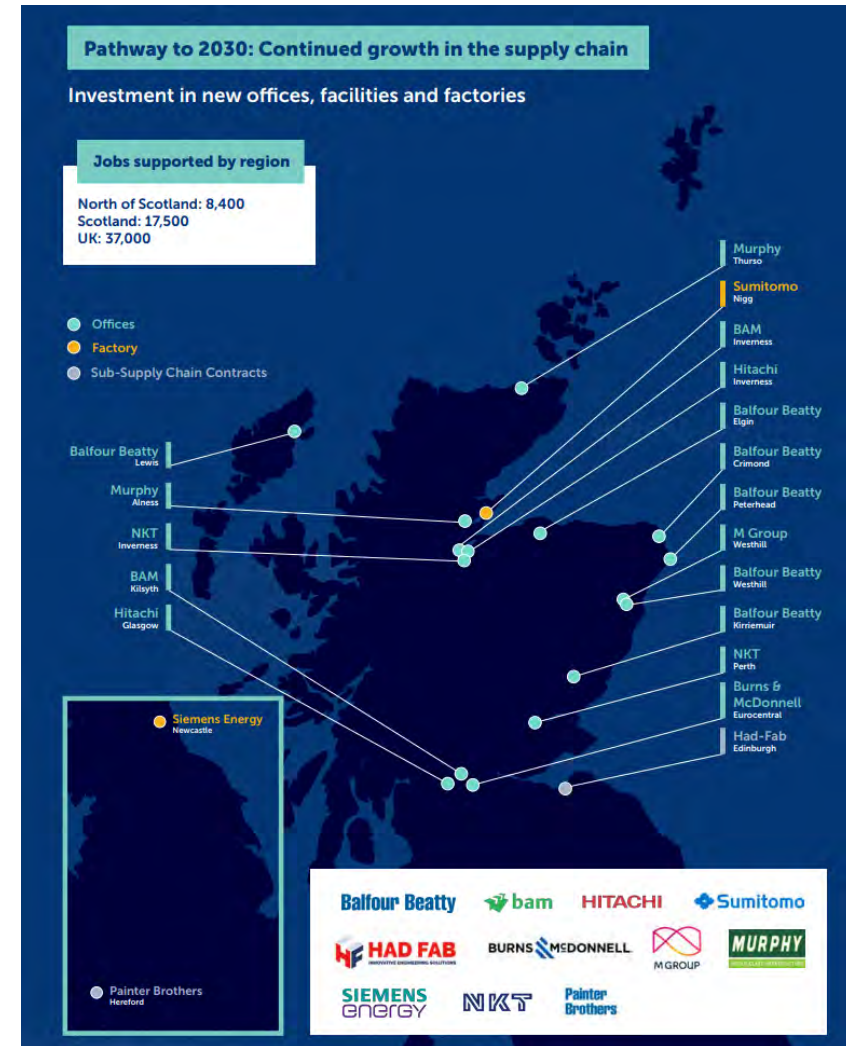 Pathway to 2030: Continued growth in the supply chain
Investment in new offices, facilities and factories
Jobs supported by region
North of Scotland: 8,400
Scotland: 17,500
UK: 37,000
Offices
Factory
Sub-Supply Chain Contracts
Balfour Beatty
Lewis
Murphy
Alness
NKT
Inverness
BAM
Kilsyth
Hitachi
Glasgow
Murphy
Thurso
Sumitomo
Nigg
BAM
Inverness
Hitachi
Inverness
Balfour Beatty
Elgin
Balfour Beatty
Crimond
Balfour Beatty
Peterhead
M Group
Westhill
Balfour Beatty
Westhill
Balfour Beatty
Kirriemuir
NKT
Perth
Burns &
McDonnell
Eurocentral
Had-Fab
Edinburgh
Siemens Energy
Newcastle
Painter Brothers
Hereford
Balfour Beatty
bam
HITACHI
Sumitomo
HF HAD FAB
INNOVATIVE ENGINEERING SOLUTIONS
BURNS McDONNELL
M GROUP
MURPHY
SIEMENS
energy
NKT
Painter
Brothers